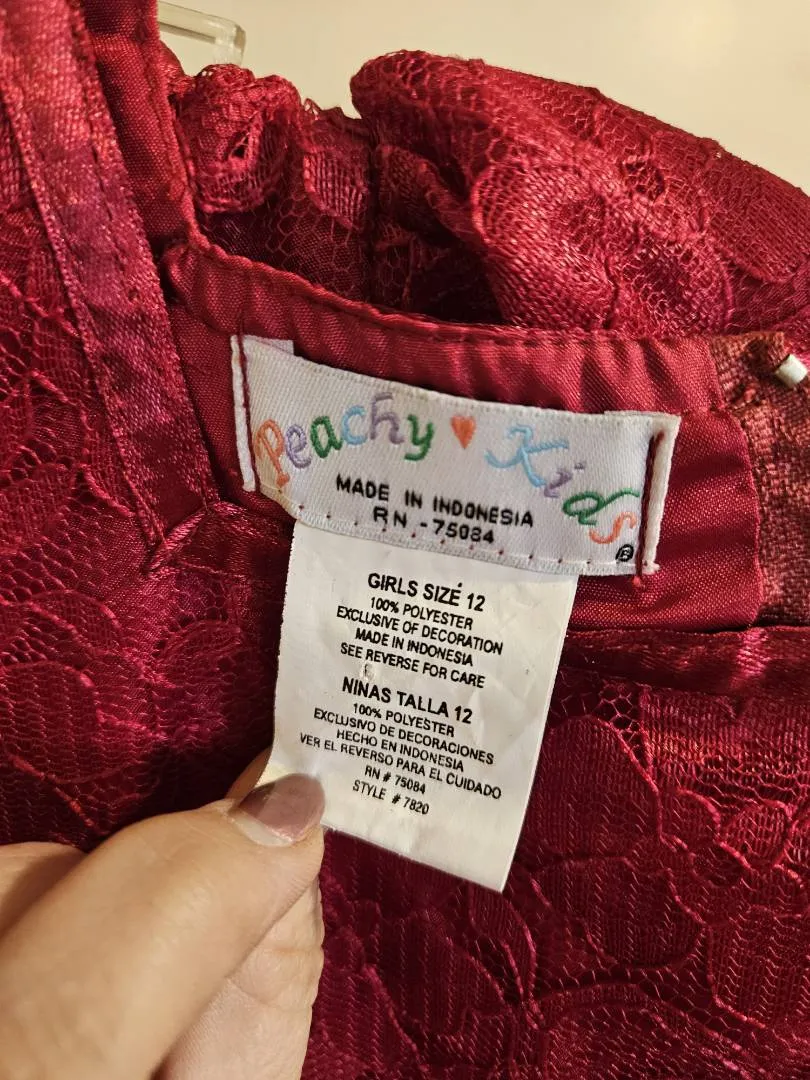 Peachy Kids
MADE IN INDONESIA
RN - 75084
®
GIRLS SIZE 12
100% POLYESTER
EXCLUSIVE OF DECORATION
MADE IN INDONESIA
SEE REVERSE FOR CARE
NINAS TALLA 12
100% POLYESTER
EXCLUSIVO DE DECORACIONES
HECHO EN INDONESIA
VER EL REVERSO PARA EL CUIDADO
RN # 75084
STYLE # 7820